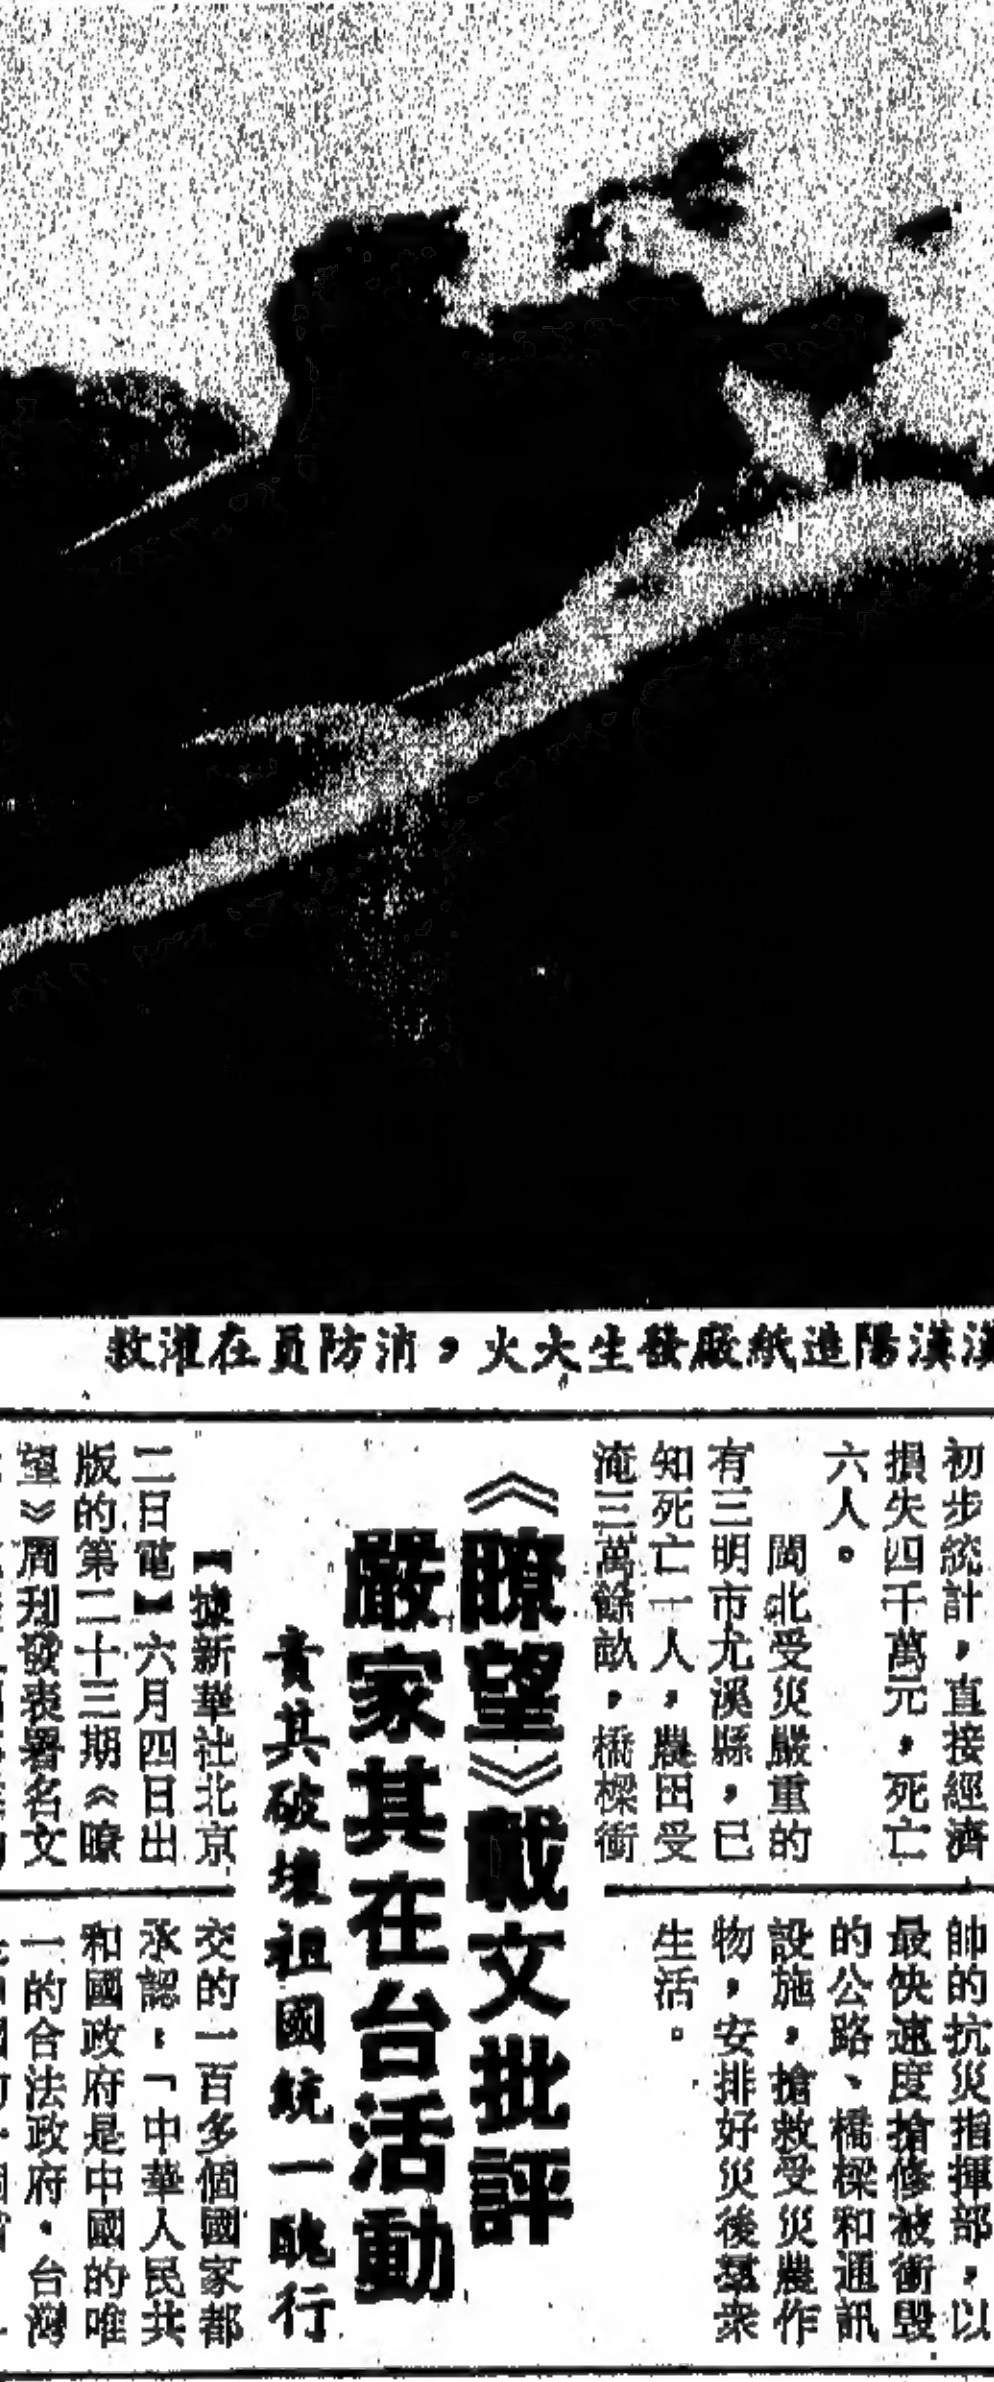 漢陽造紙廠發生大火，消防員在灌救
初步統計，直接經濟
損失四千萬元，死亡
六人。
閩北受災嚴重的
有三明市尤溪縣，已
知死亡一人，農田受
淹三萬餘畝，橋樑衝
帥的抗災指揮部，以
最快速度搶修被衝毀
的公路、橋樑和通訊
設施，搶救受災農作
物，安排好災後羣衆
生活。
《瞭望》載文批評
嚴家其在台活動
責其破壞祖國統一醜行
【據新華社北京
二日電】六月四日出
版的第二十三期《瞭
望》周刊發表署名文
交的一百多個國家都
承認：「中華人民共
和國政府是中國的唯
一的合法政府，台灣